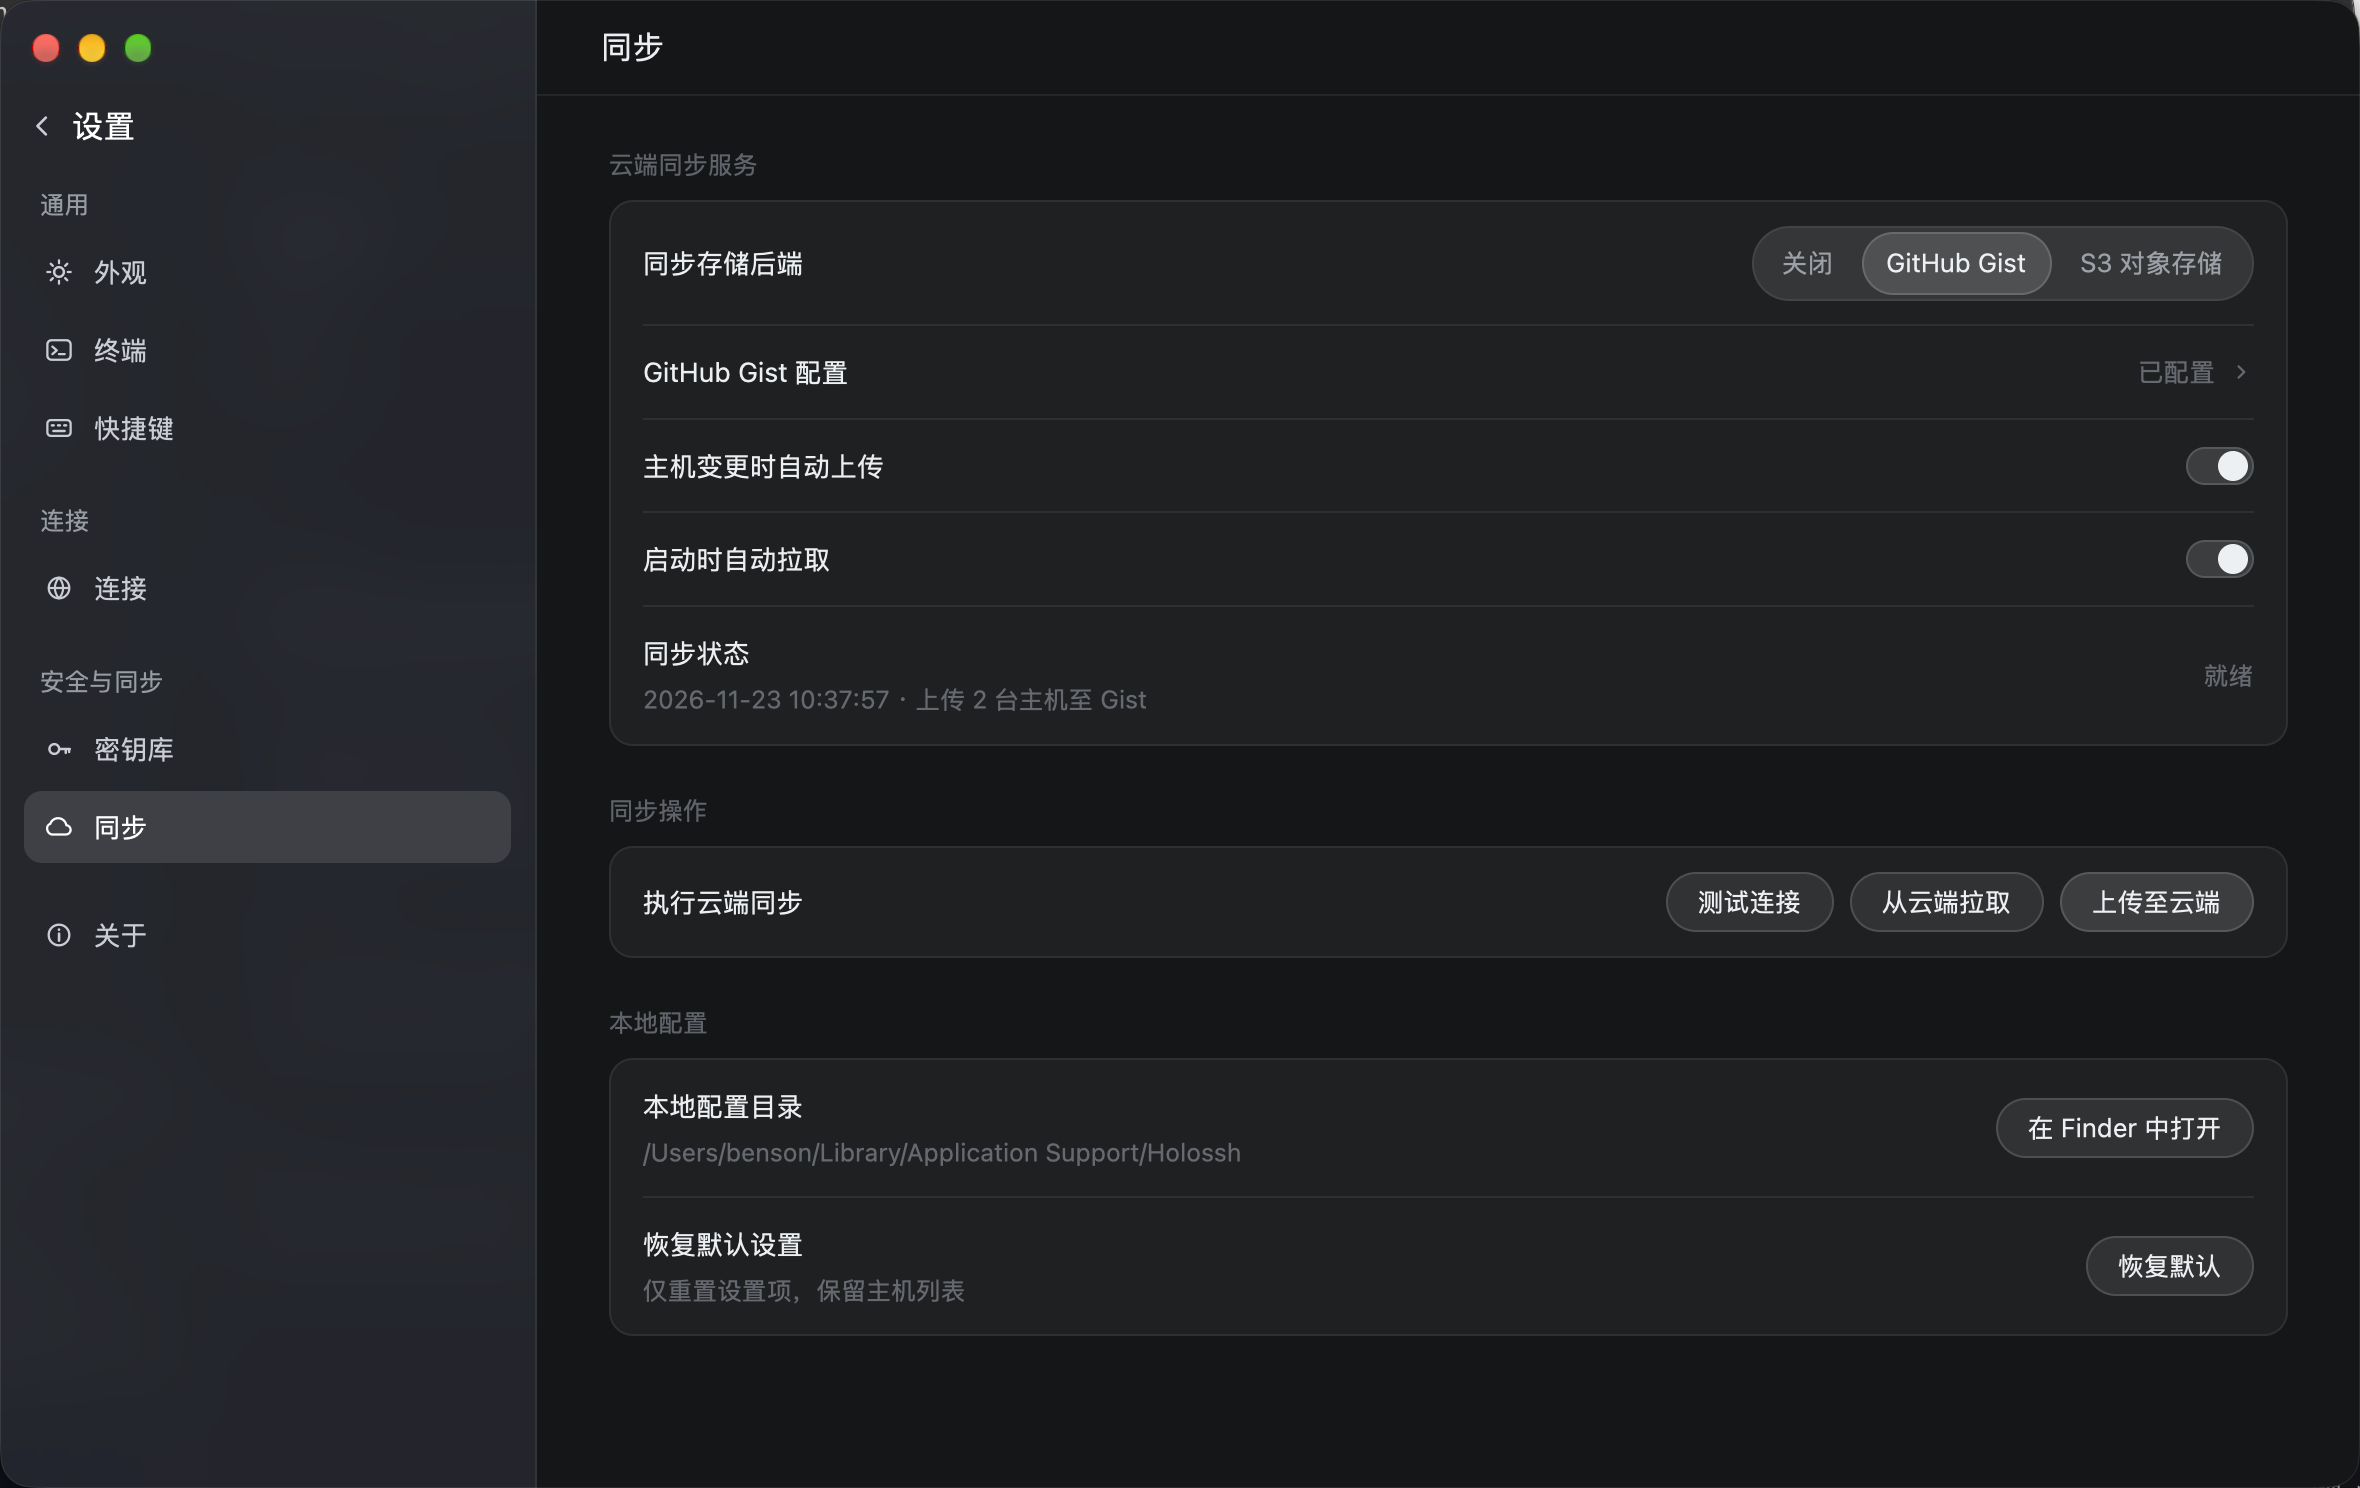 设置
通用
外观
终端
快捷键
连接
连接
安全与同步
密钥库
同步
关于
同步
云端同步服务
同步存储后端
关闭 GitHub Gist S3 对象存储
GitHub Gist 配置
已配置
主机变更时自动上传
启动时自动拉取
同步状态
2026-11-23 10:37:57 · 上传 2 台主机至 Gist
就绪
同步操作
执行云端同步
测试连接 从云端拉取 上传至云端
本地配置
本地配置目录
/Users/benson/Library/Application Support/Holossh
在 Finder 中打开
恢复默认设置
仅重置设置项，保留主机列表
恢复默认